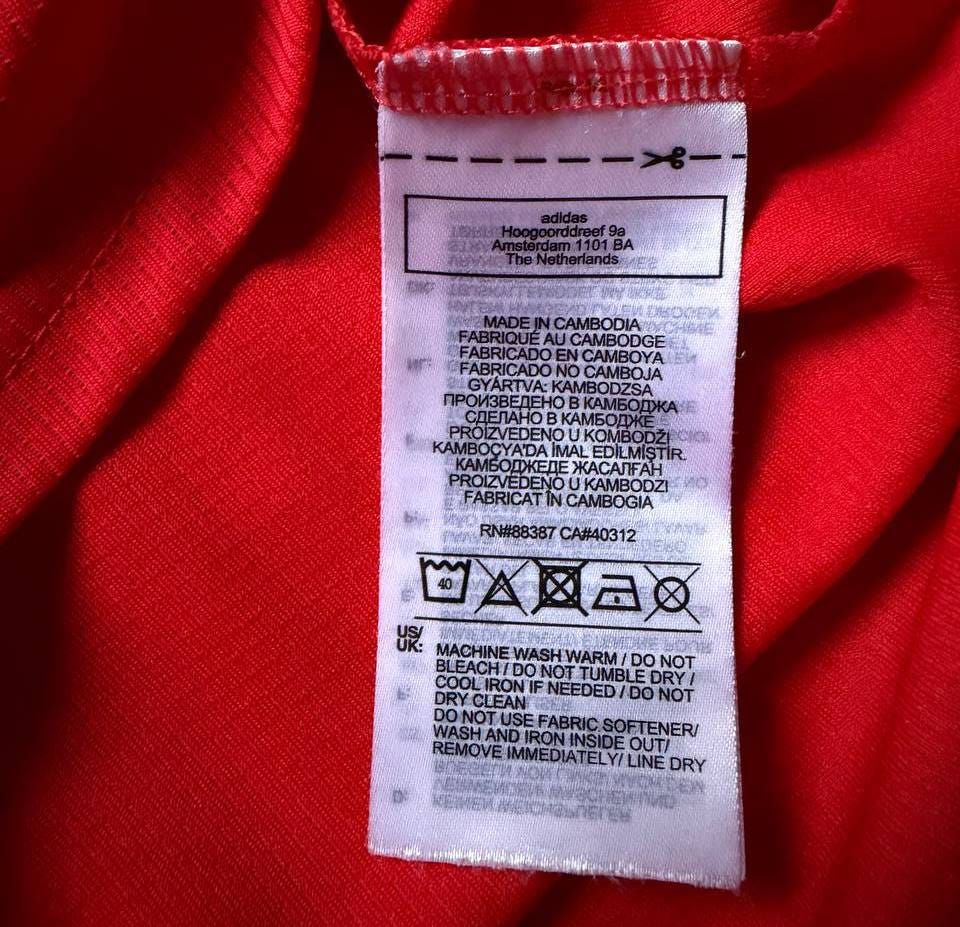 adidas
Hoogoorddreef 9a
Amsterdam 1101 BA
The Netherlands
MADE IN CAMBODIA
FABRIQUÉ AU CAMBODGE
FABRICADO EN CAMBOYA
FABRICADO NO CAMBOJA
GYÁRTVA: KAMBODZSA
ПРОИЗВЕДЕНО В КАМБОДЖА
СДЕЛАНО В КАМБОДЖЕ
PROIZVEDENO U KOMBODŽI
KAMBOÇYA'DA İMAL EDİLMİŞTİR.
КАМБОДЖЕДЕ ЖАСАЛҒАН
PROIZVEDENO U KAMBODZI
FABRICAT ÎN CAMBOGIA
RN#88387 CA#40312
40
US/
UK:
MACHINE WASH WARM / DO NOT
BLEACH / DO NOT TUMBLE DRY /
COOL IRON IF NEEDED / DO NOT
DRY CLEAN
DO NOT USE FABRIC SOFTENER/
WASH AND IRON INSIDE OUT/
REMOVE IMMEDIATELY/ LINE DRY